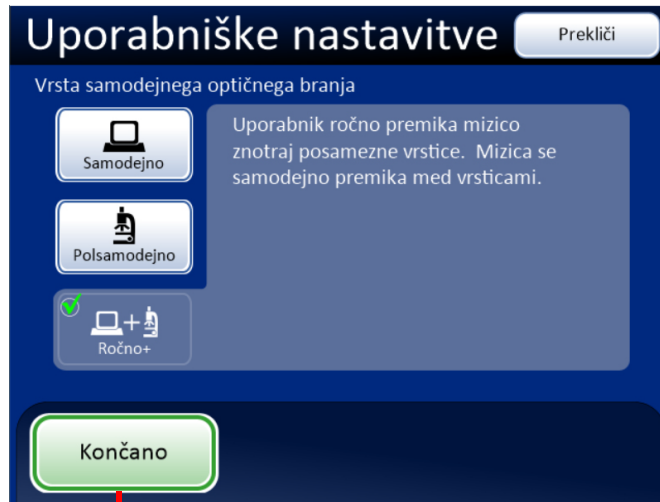 Uporabniške nastavitve
Prekliči
Vrsta samodejnega optičnega branja
Samodejno
Uporabnik ročno premika mizico
znotraj posamezne vrstice. Mizica se
samodejno premika med vrsticami.
Polsamodejno
Ročno+
Končano